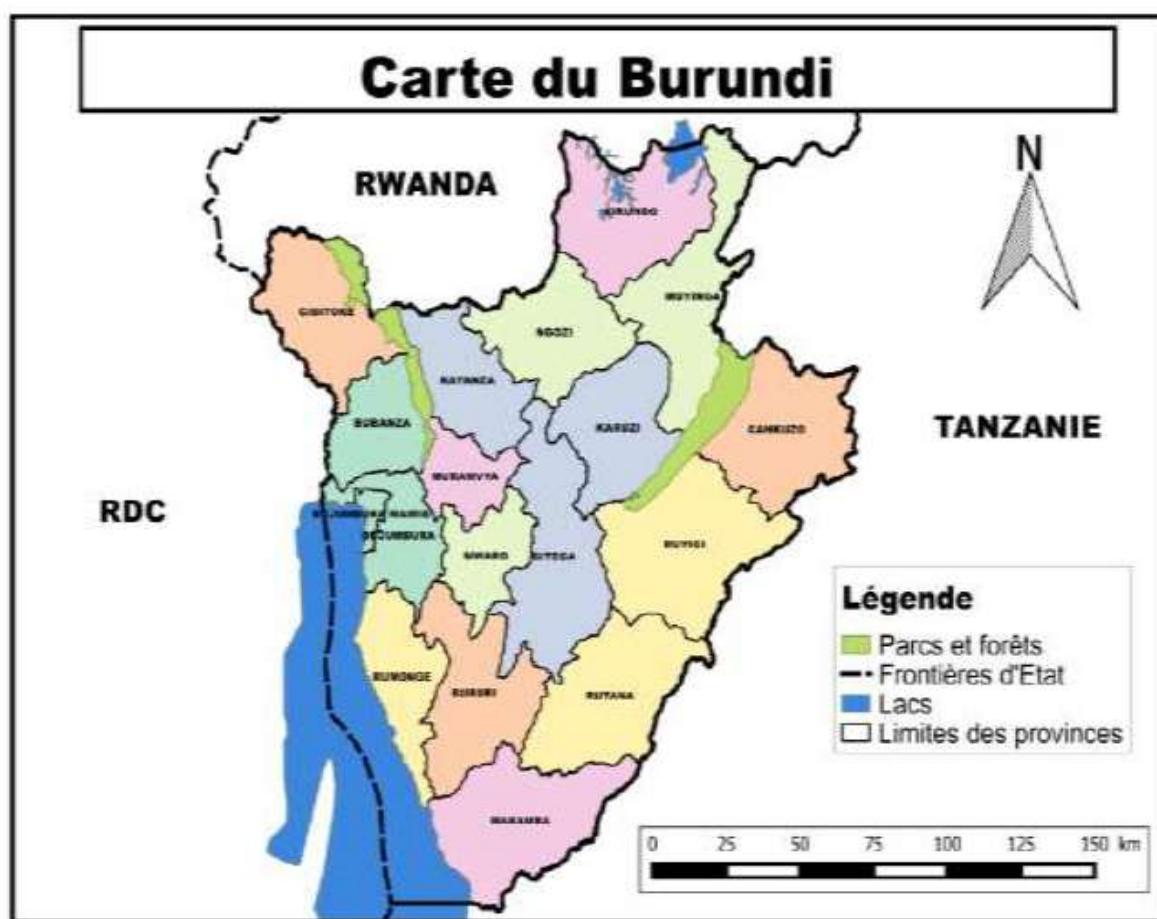 Carte du Burundi
RWANDA
N
KIRUNDO
MUYINGA
CIBITOKE
NGOZI
KAYANZA
BUBANZA
KARUZI
CANKUZO
TANZANIE
MURAMVYA
RDC
BUJUMBURA MAIRIE
BUJUMBURA
MWARO
GITEGA
RUYIGI
Légende
Parcs et forêts
Frontières d'Etat
Lacs
Limites des provinces
RUMONGE
BURURI
RUTANA
MAKAMBA
0 25 50 75 100 125 150 km